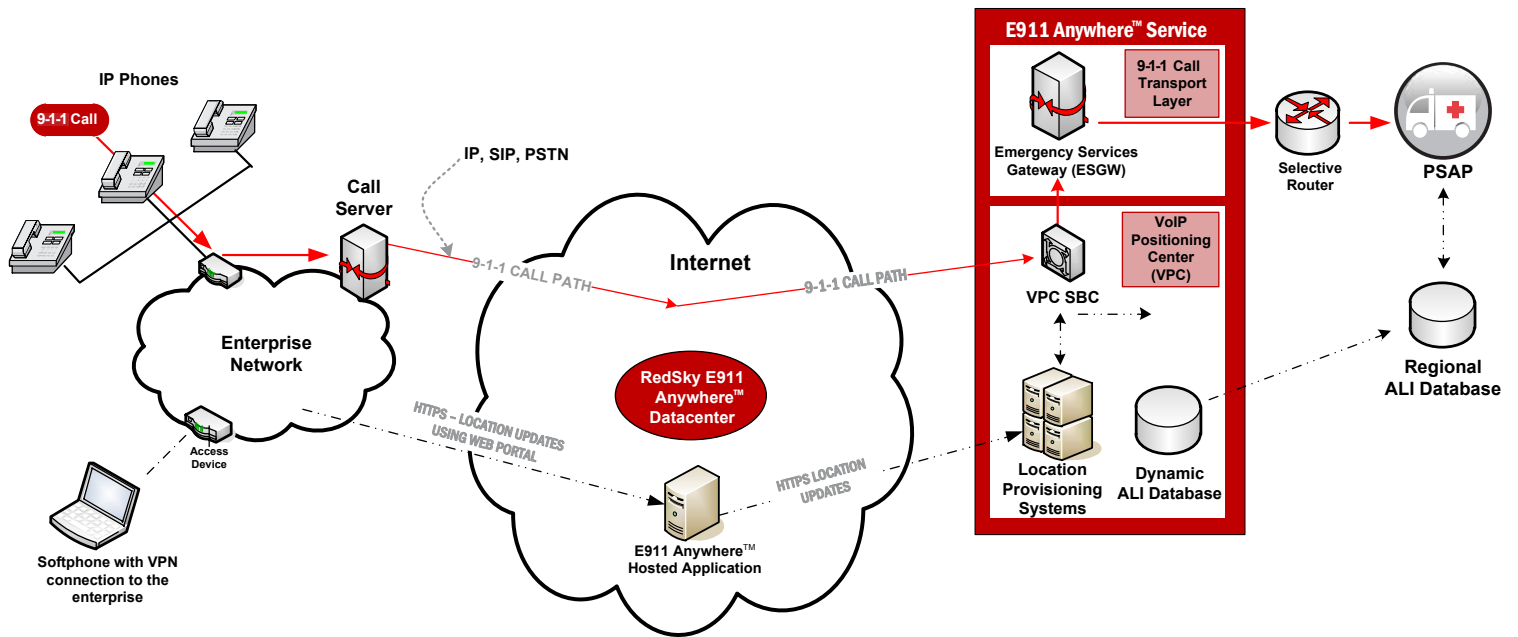 E911 Anywhere™ Service
IP Phones
9-1-1 Call
9-1-1 Call
Transport
Layer
Emergency Services
Gateway (ESGW)
Selective
Router
PSAP
IP, SIP, PSTN
Call
Server
Internet
9-1-1 CALL PATH
9-1-1 CALL PATH
VoIP
Positioning
Center
(VPC)
VPC SBC
Enterprise
Network
RedSky E911
Anywhere™
Datacenter
Regional
ALI Database
HTTPS – LOCATION UPDATES
USING WEB PORTAL
Access
Device
HTTPS LOCATION
UPDATES
Location
Provisioning
Systems
Dynamic
ALI Database
Softphone with VPN
connection to the
enterprise
E911 Anywhere™
Hosted Application